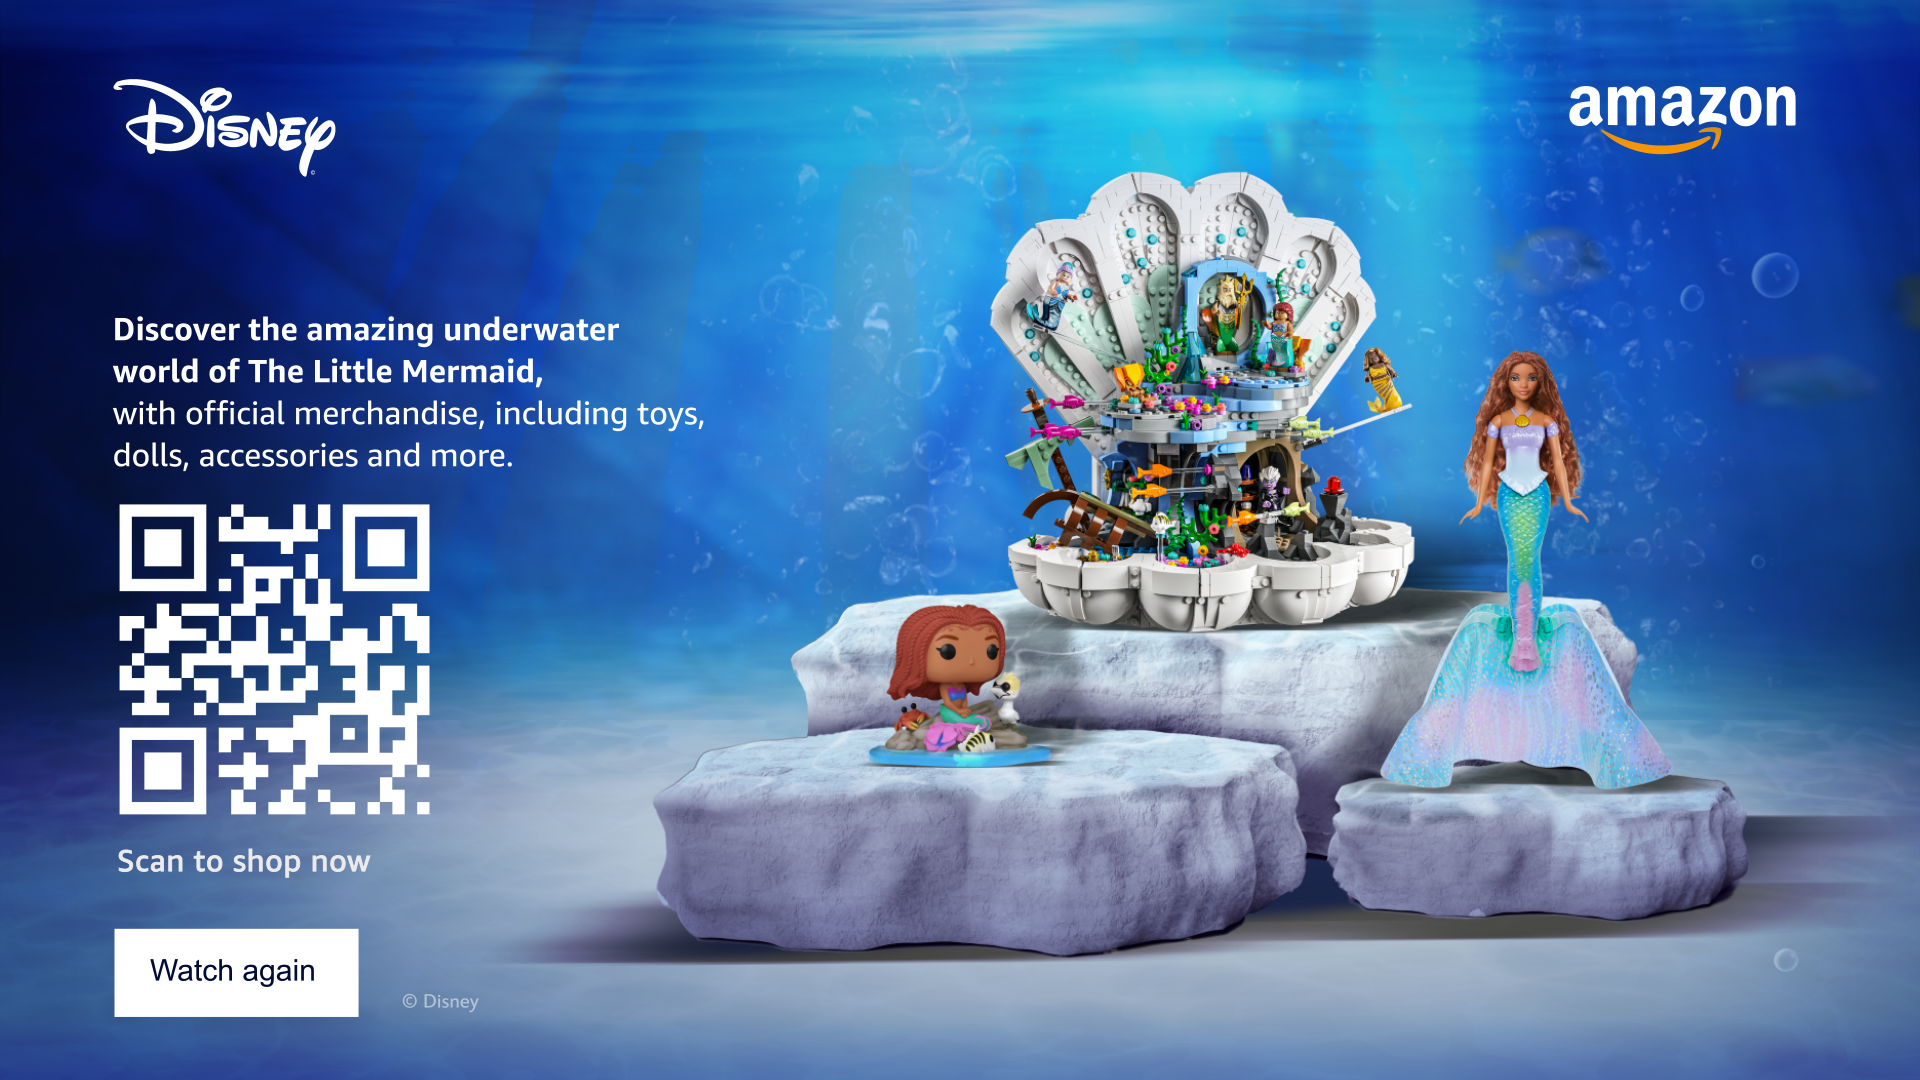 Disney
amazon
Discover the amazing underwater
world of The Little Mermaid,
with official merchandise, including toys,
dolls, accessories and more.
Scan to shop now
Watch again
© Disney